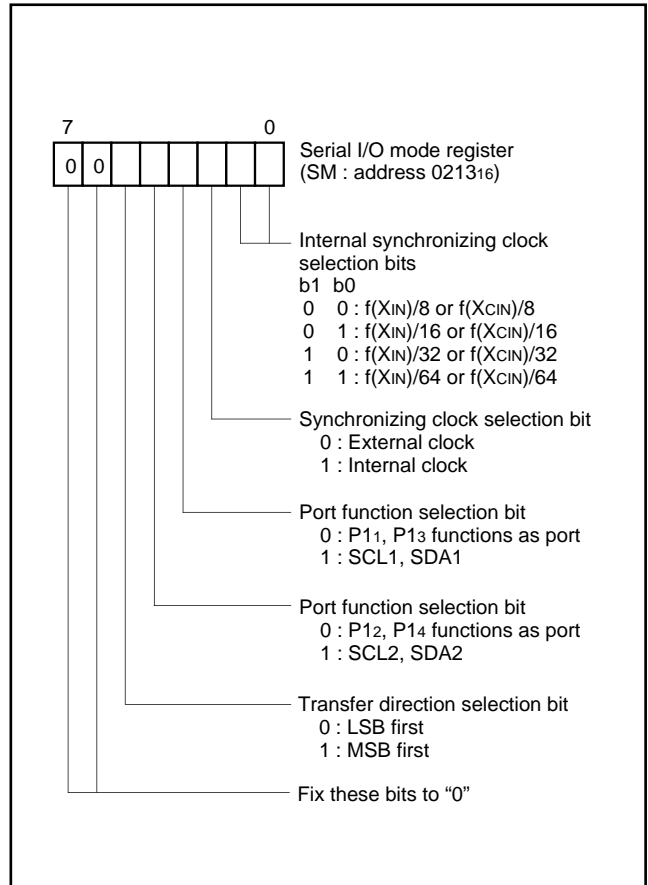 7 0
0 0
Serial I/O mode register
(SM : address 021316)
Internal synchronizing clock
selection bits
b1 b0
0 0 : f(XIN)/8 or f(XCIN)/8
0 1 : f(XIN)/16 or f(XCIN)/16
1 0 : f(XIN)/32 or f(XCIN)/32
1 1 : f(XIN)/64 or f(XCIN)/64
Synchronizing clock selection bit
0 : External clock
1 : Internal clock
Port function selection bit
0 : P11, P13 functions as port
1 : SCL1, SDA1
Port function selection bit
0 : P12, P14 functions as port
1 : SCL2, SDA2
Transfer direction selection bit
0 : LSB first
1 : MSB first
Fix these bits to “0”